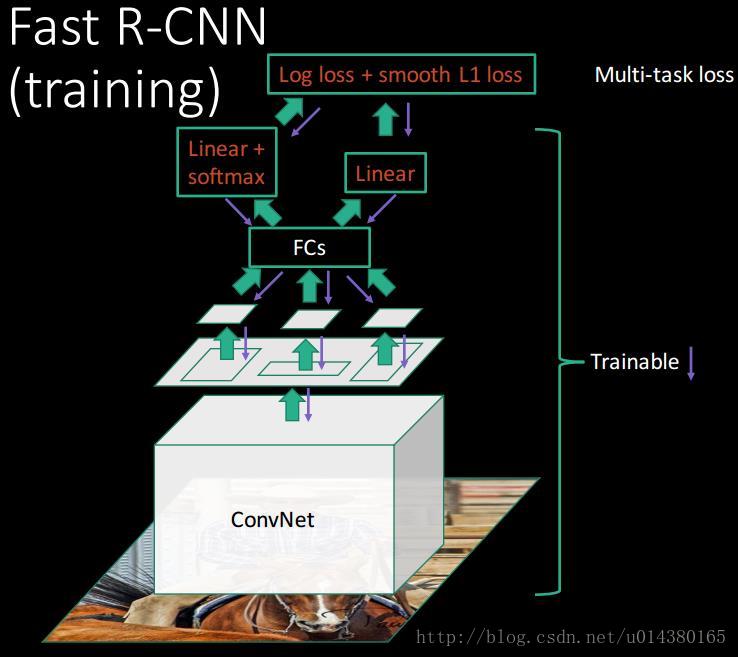 Fast R-CNN
(training)
Log loss + smooth L1 loss
Multi-task loss
Linear +
softmax
Linear
FCs
Trainable
ConvNet
http://blog.csdn.net/u014380165